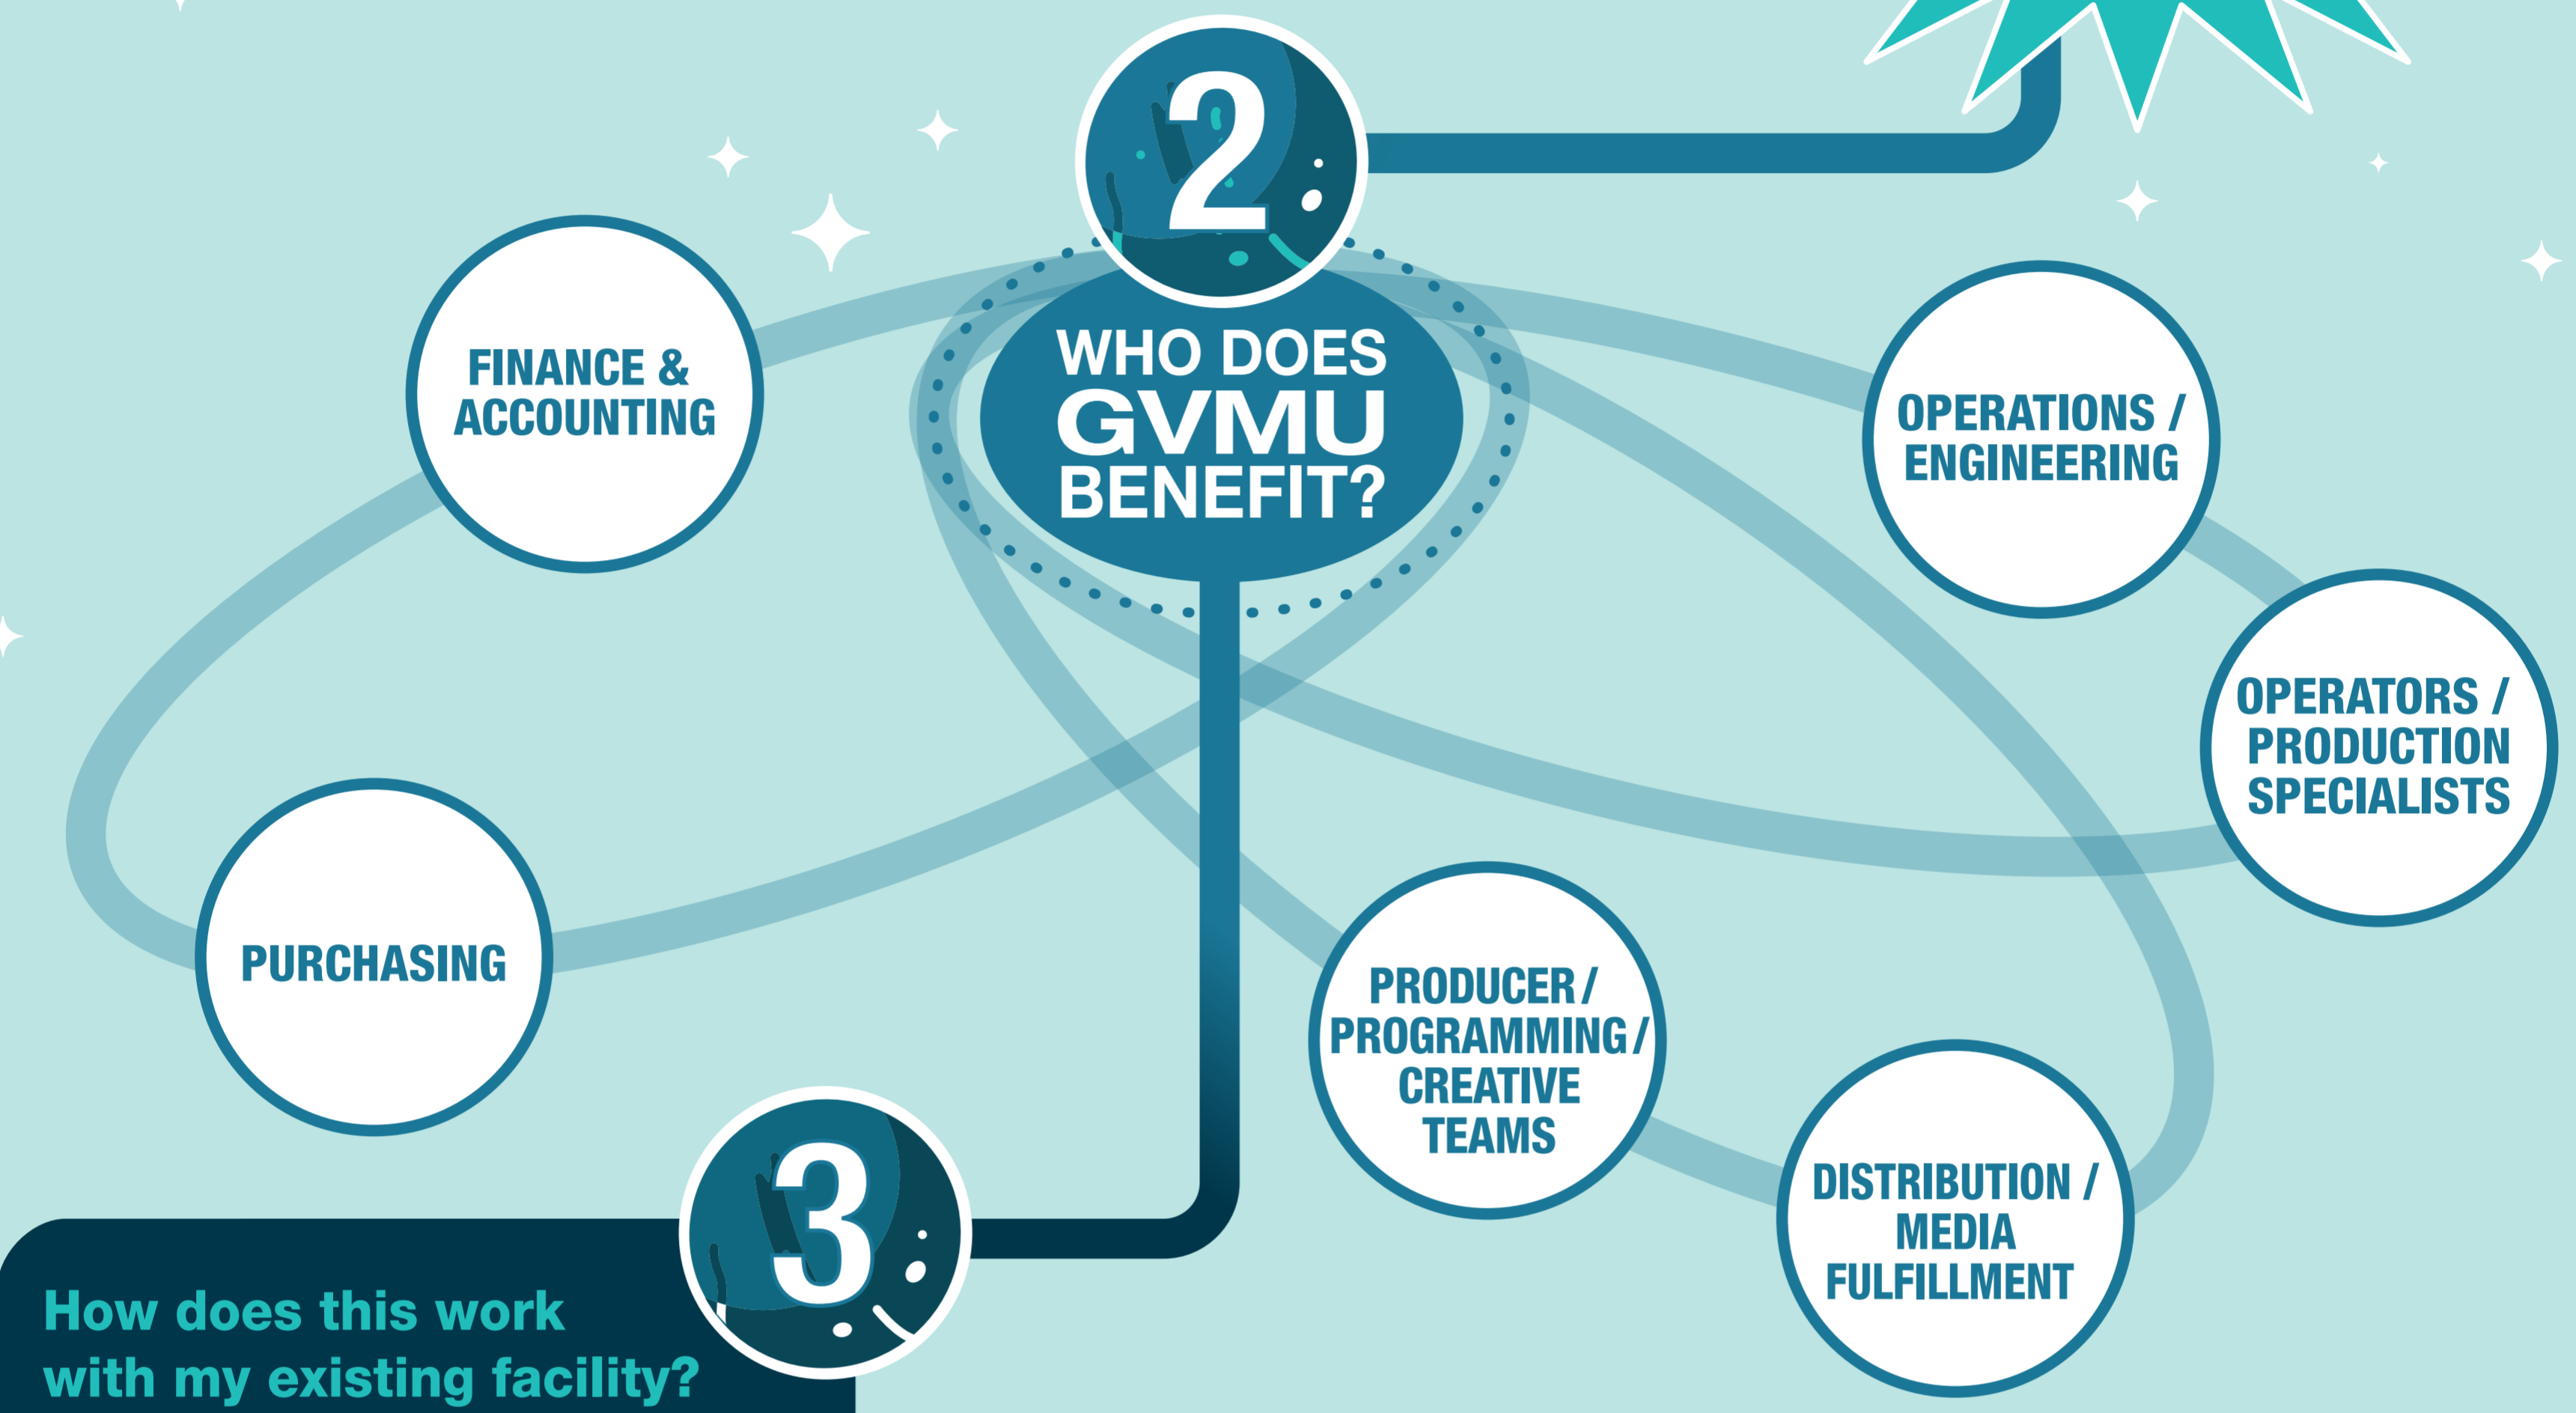 2
WHO DOES
GVMU
BENEFIT?
FINANCE &
ACCOUNTING
OPERATIONS /
ENGINEERING
OPERATORS /
PRODUCTION
SPECIALISTS
PURCHASING
PRODUCER /
PROGRAMMING /
CREATIVE
TEAMS
DISTRIBUTION /
MEDIA
FULFILLMENT
3
How does this work
with my existing facility?